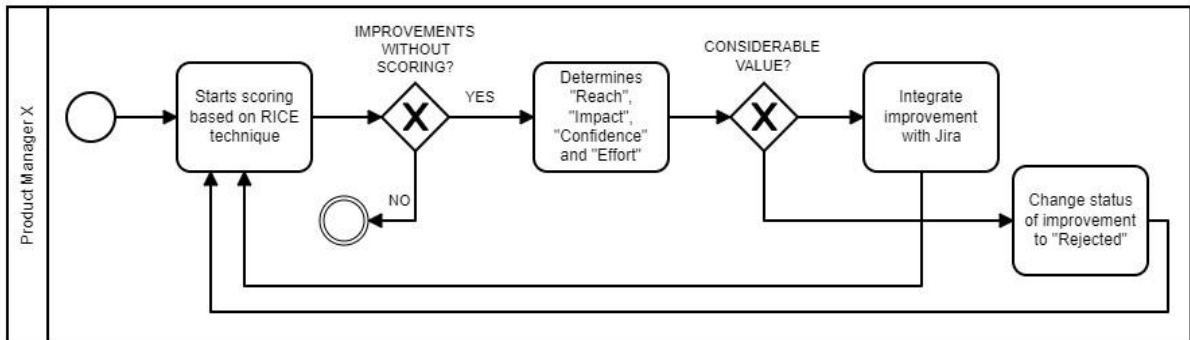 Product Manager X
Starts scoring
based on RICE
technique
IMPROVEMENTS
WITHOUT
SCORING?
X
YES
NO
Determines
"Reach",
"Impact",
"Confidence"
and "Effort"
CONSIDERABLE
VALUE?
X
Integrate
improvement
with Jira
Change status
of improvement
to "Rejected"